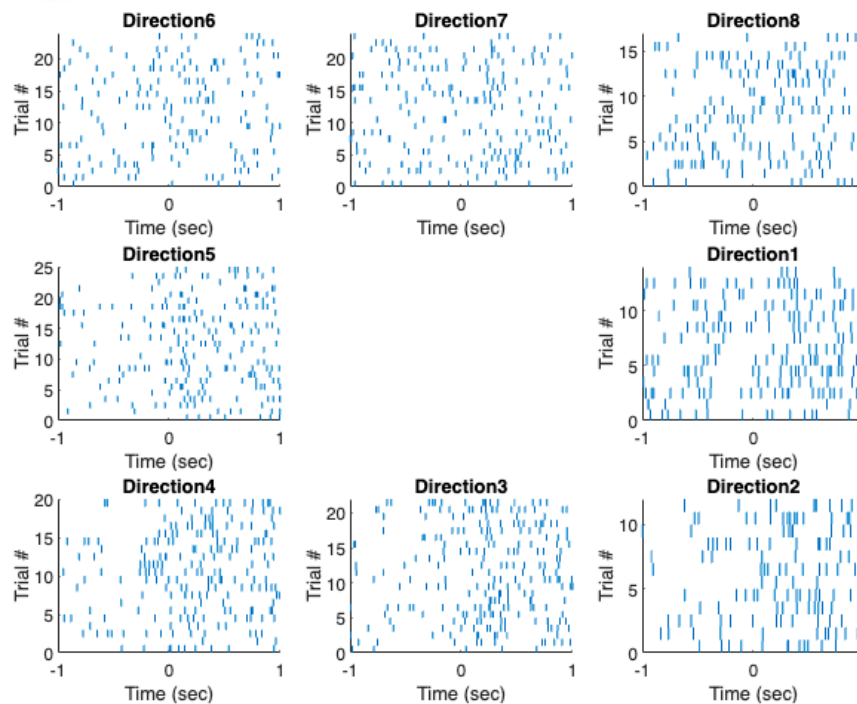 Direction6
Trial #
20
15
10
5
0
-1
0
1
Time (sec)
Direction7
Trial #
20
15
10
5
0
-1
0
1
Time (sec)
Direction8
Trial #
15
10
5
0
-1
0
Time (sec)
Direction5
Trial #
25
20
15
10
5
0
-1
0
1
Time (sec)
Direction1
Trial #
10
5
0
-1
0
Time (sec)
Direction4
Trial #
20
15
10
5
0
-1
0
1
Time (sec)
Direction3
Trial #
20
15
10
5
0
-1
0
1
Time (sec)
Direction2
Trial #
10
5
0
-1
0
Time (sec)